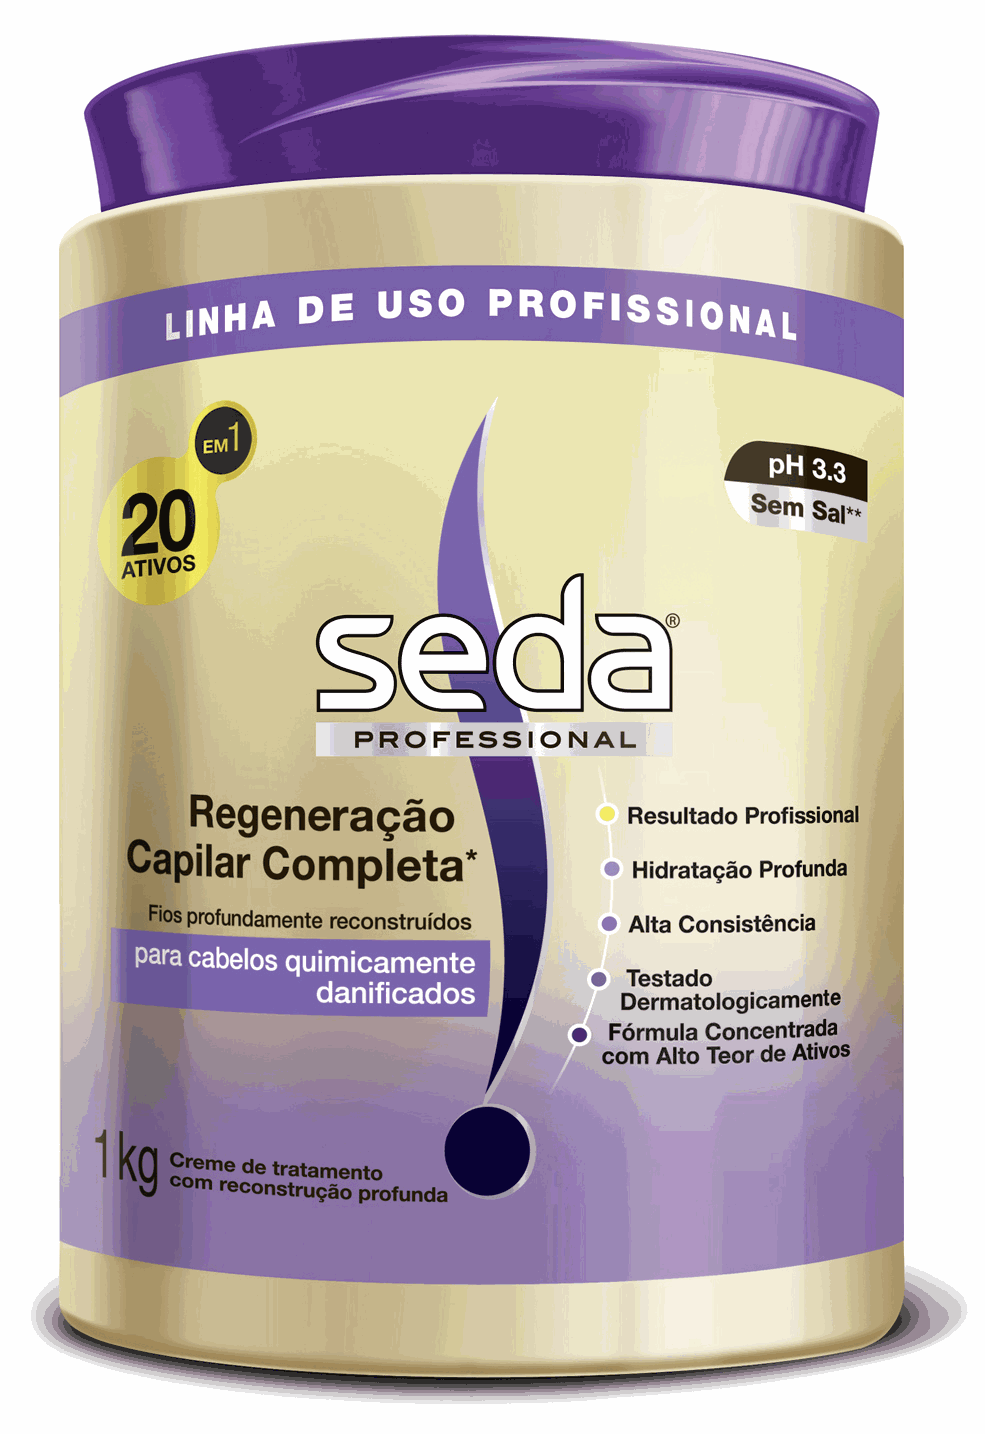 LINHA DE USO PROFISSIONAL
EM1
20
ATIVOS
pH 3.3
Sem Sal**
seda®
PROFESSIONAL
Regeneração
Capilar Completa*
Fios profundamente reconstruídos
para cabelos quimicamente
danificados
Resultado Profissional
Hidratação Profunda
Alta Consistência
Testado
Dermatologicamente
Fórmula Concentrada
com Alto Teor de Ativos
1kg
Creme de tratamento
com reconstrução profunda